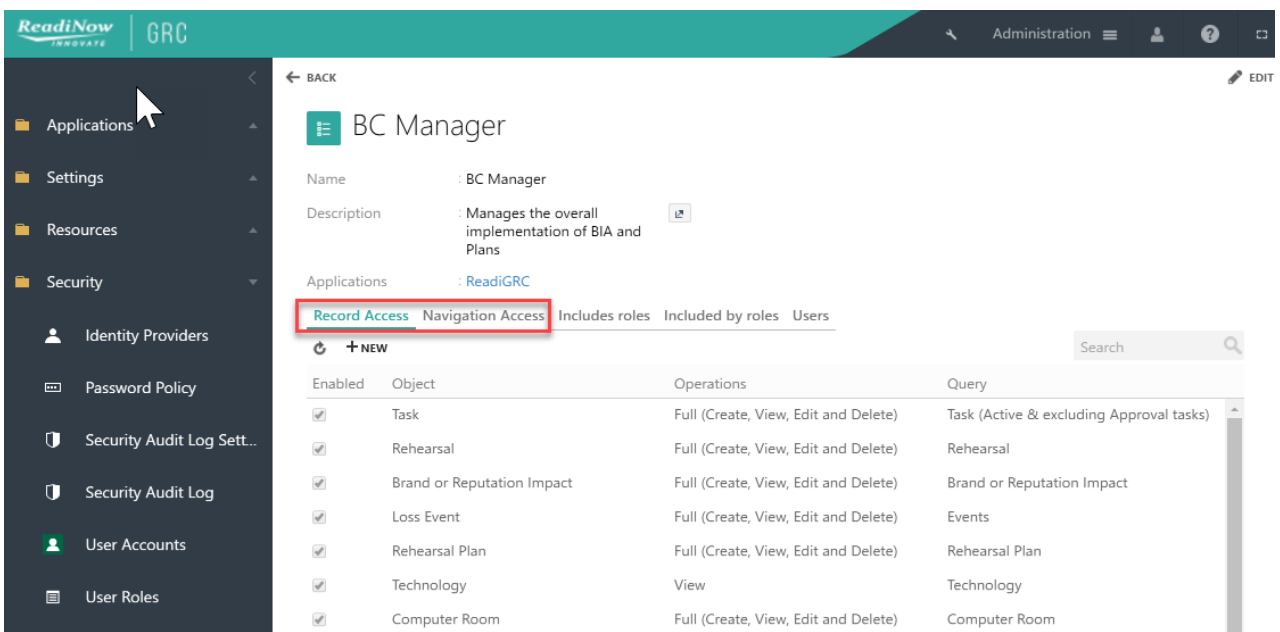 ReadiNow
INNOVATE
GRC
Administration
BACK
EDIT
Applications
Settings
Resources
Security
Identity Providers
Password Policy
Security Audit Log Sett...
Security Audit Log
User Accounts
User Roles
BC Manager
Name : BC Manager
Description : Manages the overall
implementation of BIA and
Plans
Applications : ReadiGRC
Record Access Navigation Access Includes roles Included by roles Users
+ NEW Search
Enabled Object Operations Query
Task Full (Create, View, Edit and Delete) Task (Active & excluding Approval tasks)
Rehearsal Full (Create, View, Edit and Delete) Rehearsal
Brand or Reputation Impact Full (Create, View, Edit and Delete) Brand or Reputation Impact
Loss Event Full (Create, View, Edit and Delete) Events
Rehearsal Plan Full (Create, View, Edit and Delete) Rehearsal Plan
Technology View Technology
Computer Room Full (Create, View, Edit and Delete) Computer Room